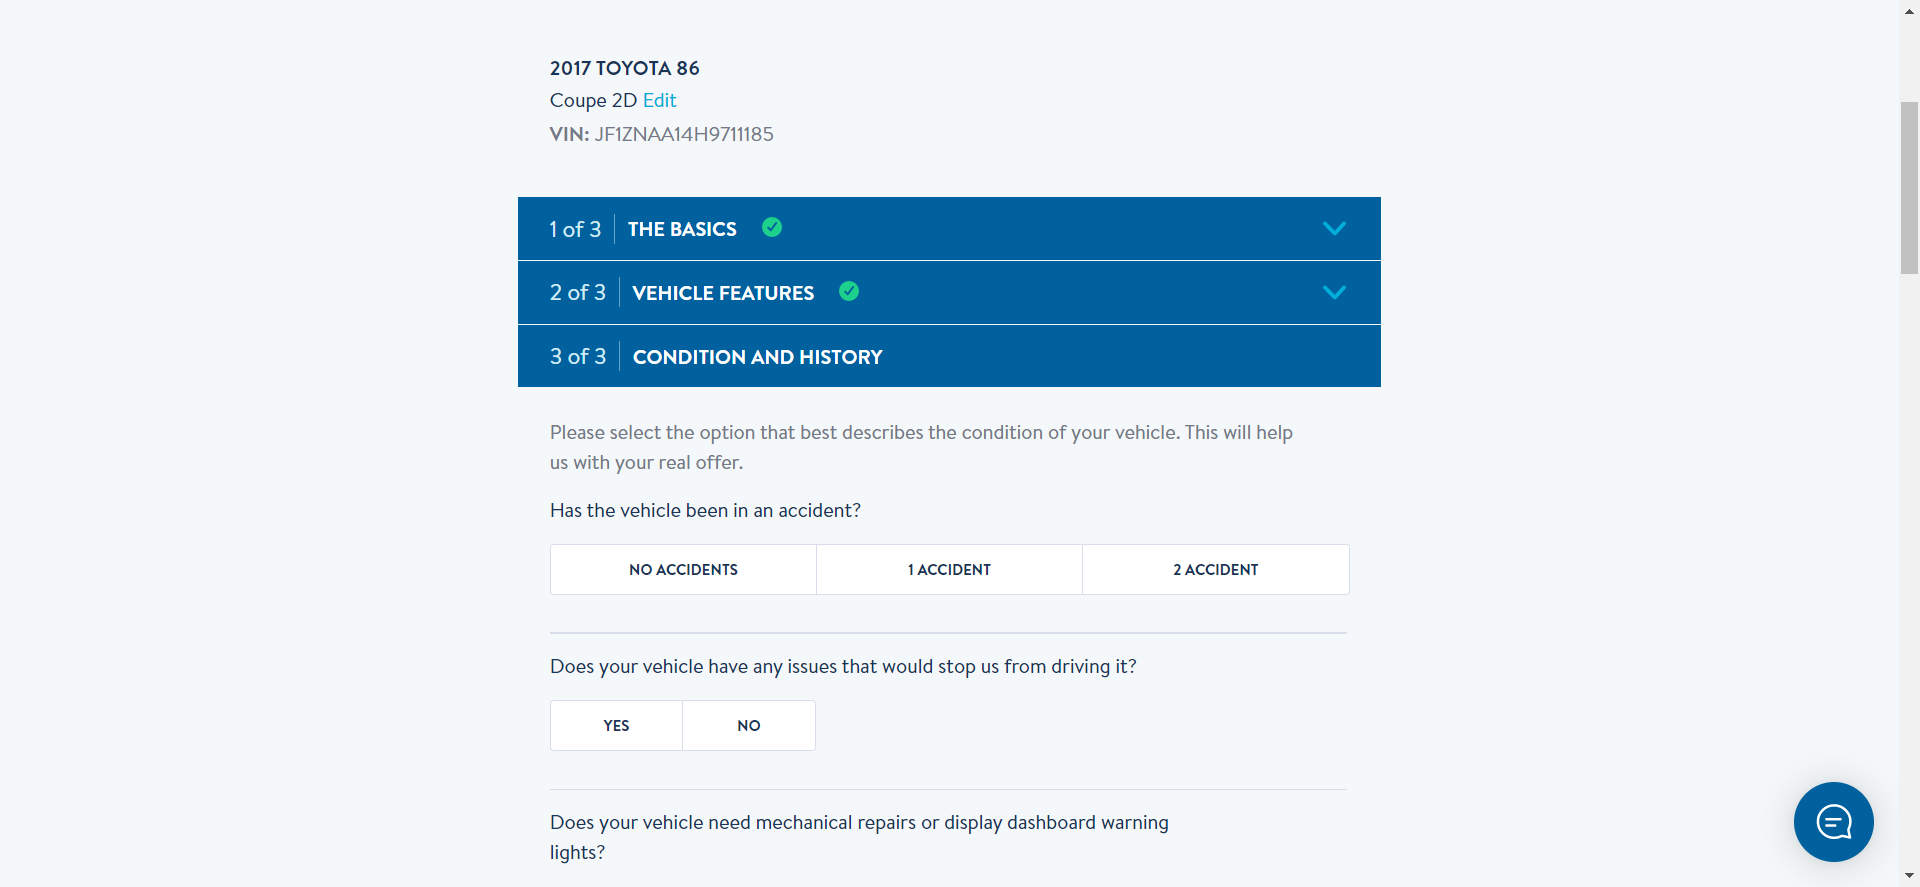 2017 TOYOTA 86
Coupe 2D Edit
VIN: JF1ZNAA14H9711185
1 of 3 THE BASICS
2 of 3 VEHICLE FEATURES
3 of 3 CONDITION AND HISTORY
Please select the option that best describes the condition of your vehicle. This will help
us with your real offer.
Has the vehicle been in an accident?
NO ACCIDENTS 1 ACCIDENT 2 ACCIDENT
Does your vehicle have any issues that would stop us from driving it?
YES NO
Does your vehicle need mechanical repairs or display dashboard warning
lights?